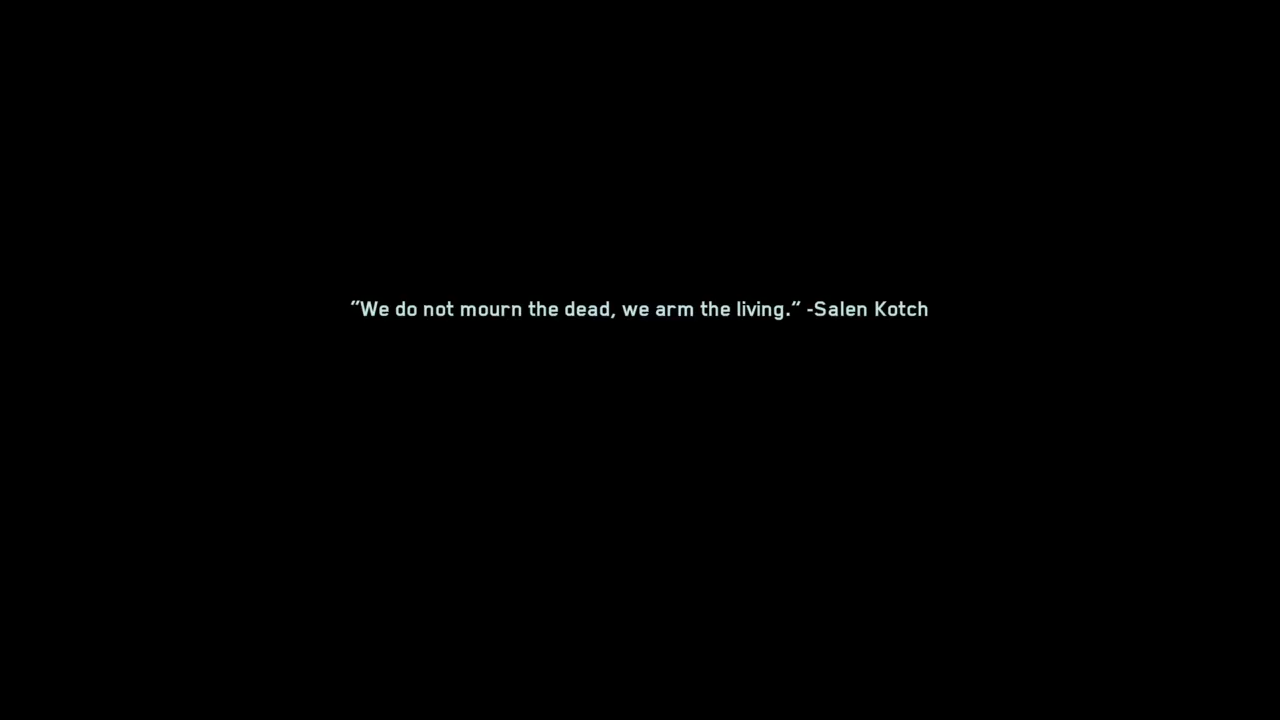 “We do not mourn the dead, we arm the living.” -Salen Kotch